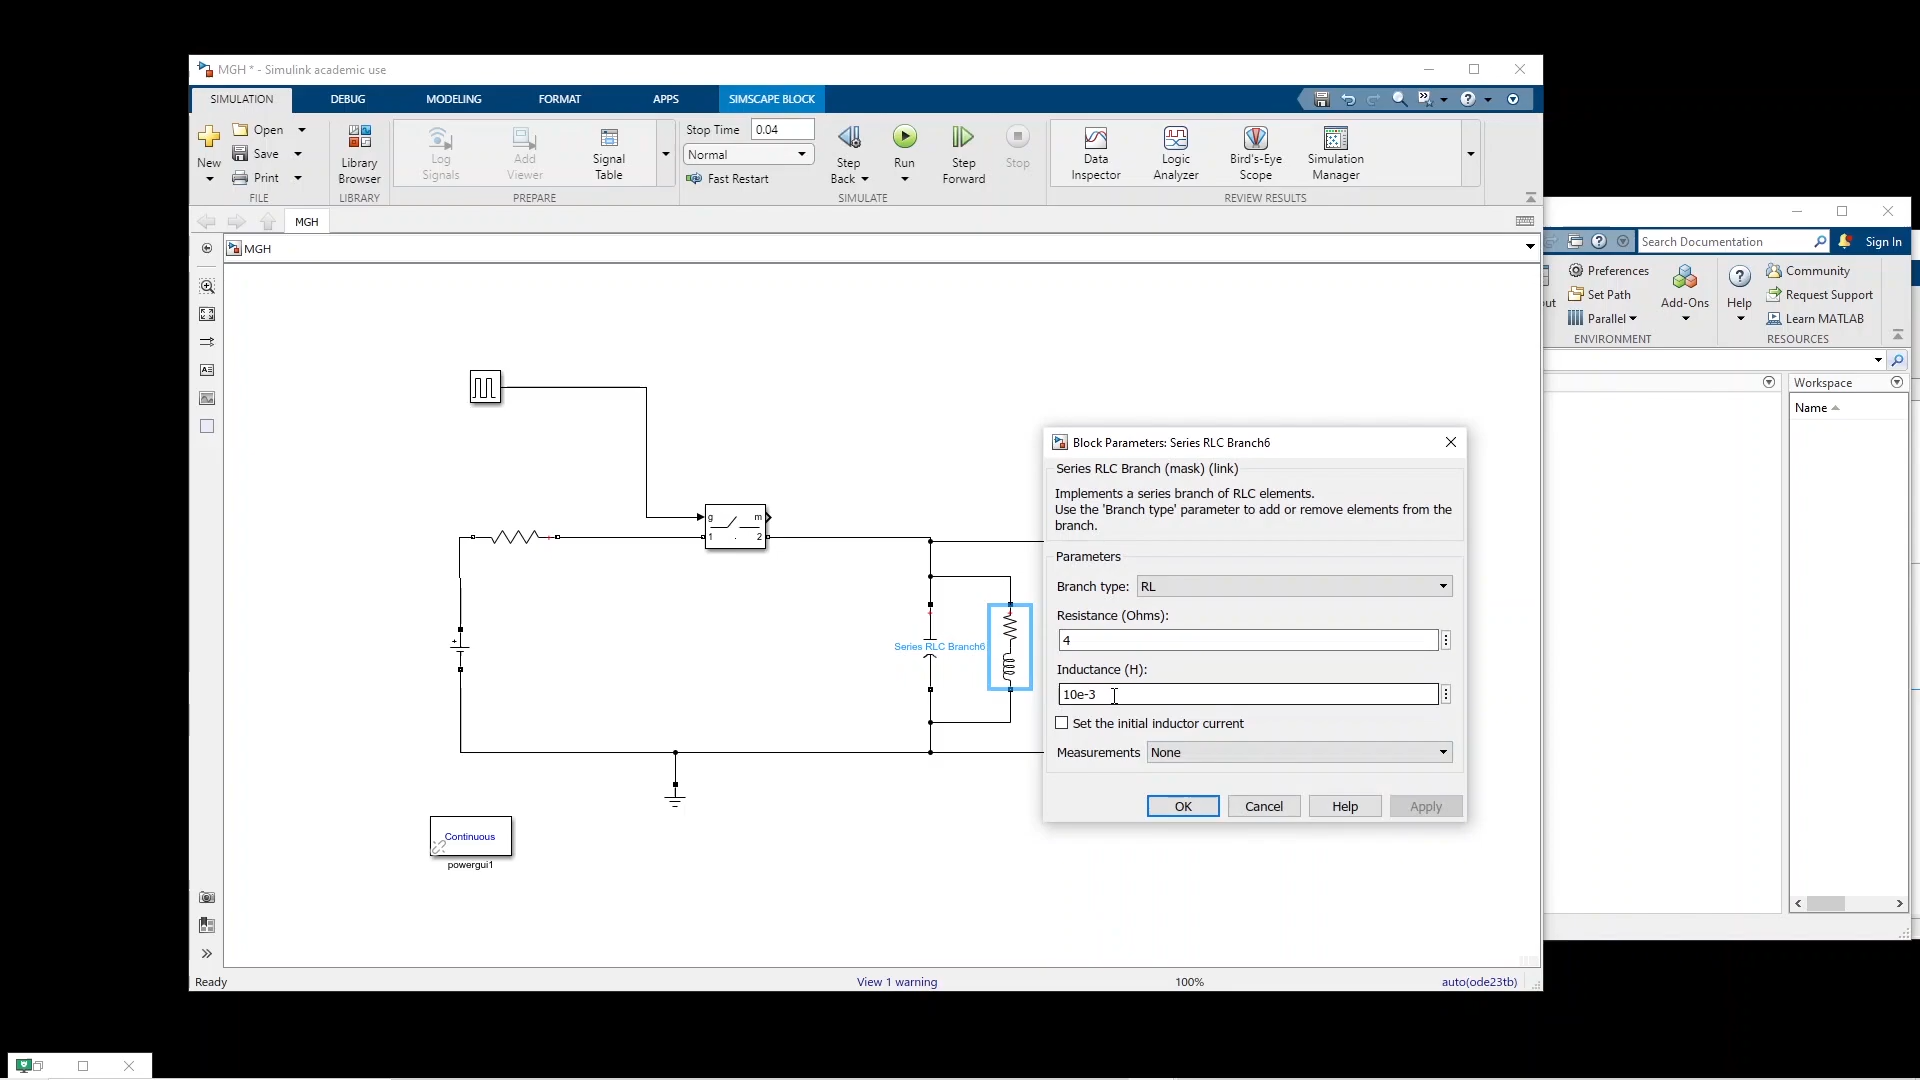 MGH * - Simulink academic use
SIMULATION
DEBUG
MODELING
FORMAT
APPS
SIMSCAPE BLOCK
New
Open
Save
Print
FILE
Library
Browser
LIBRARY
Log
Signals
Add
Viewer
Signal
Table
PREPARE
Stop Time 0.04
Normal
Fast Restart
Step
Back
Run
Step
Forward
Stop
SIMULATE
Data
Inspector
Logic
Analyzer
Bird's-Eye
Scope
Simulation
Manager
REVIEW RESULTS
MGH
MGH
g m
1 2
Series RLC Branch6
Continuous
powergui1
Block Parameters: Series RLC Branch6
Series RLC Branch (mask) (link)
Implements a series branch of RLC elements.
Use the 'Branch type' parameter to add or remove elements from the
branch.
Parameters
Branch type: RL
Resistance (Ohms):
4
Inductance (H):
10e-3
Set the initial inductor current
Measurements None
OK
Cancel
Help
Apply
Ready
View 1 warning
100%
auto(ode23tb)
Search Documentation
Sign In
out
Preferences
Set Path
Parallel
ENVIRONMENT
Add-Ons
Help
Community
Request Support
Learn MATLAB
RESOURCES
Workspace
Name